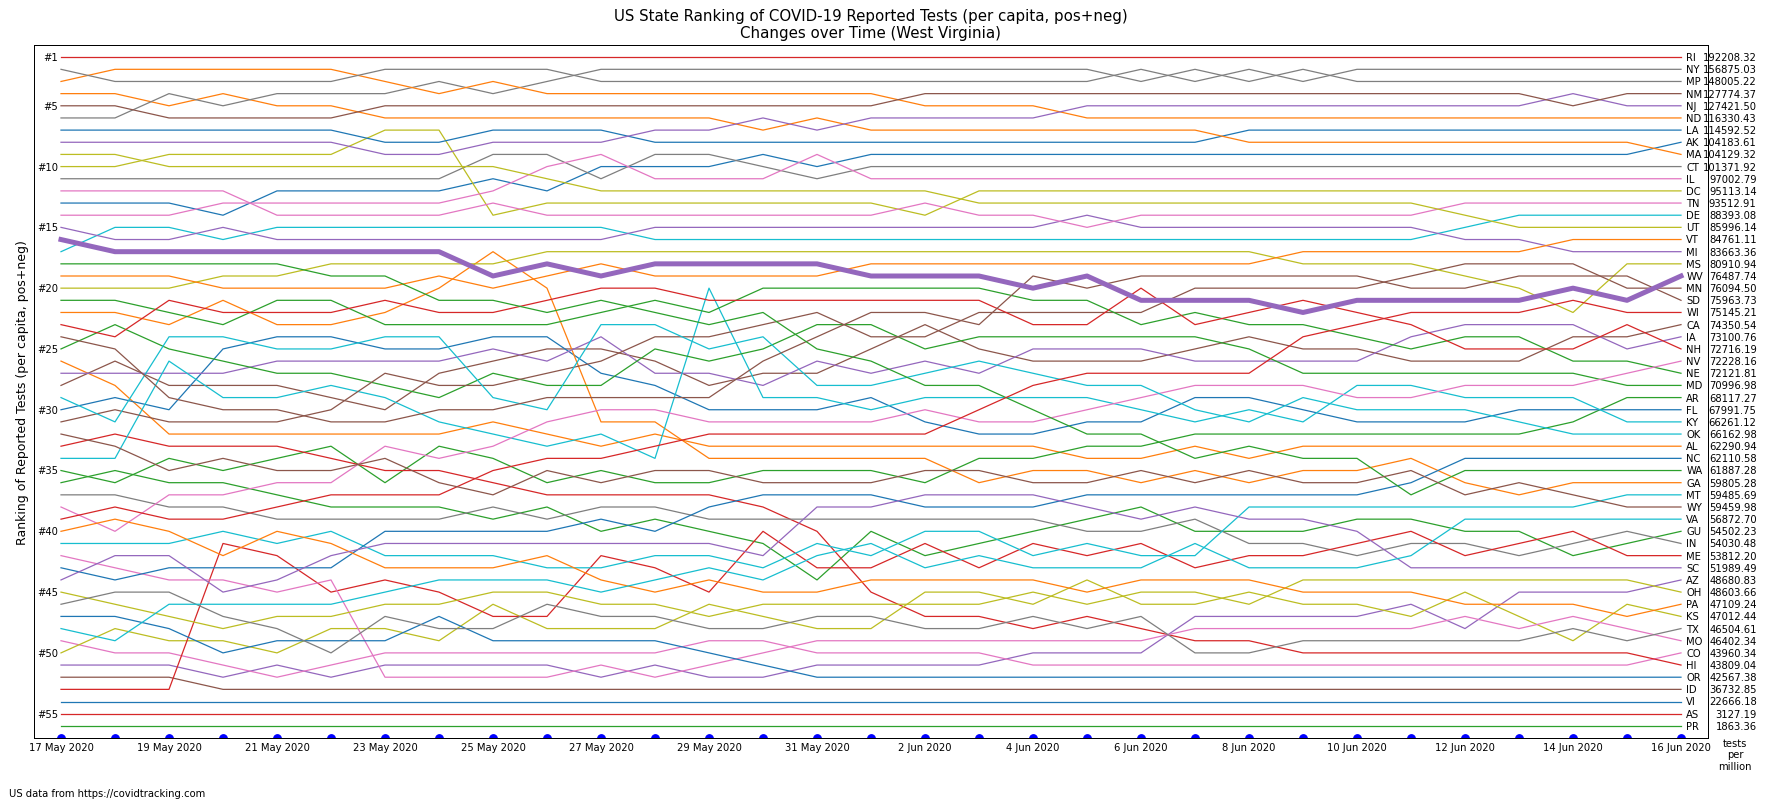 US State Ranking of COVID-19 Reported Tests (per capita, pos+neg)
Changes over Time (West Virginia)
Ranking of Reported Tests (per capita, pos+neg)
#1
#5
#10
#15
#20
#25
#30
#35
#40
#45
#50
#55
RI 192208.32
NY 156875.03
MP 148005.22
NM 127774.37
NJ 127421.50
ND 116330.43
LA 114592.52
AK 104183.61
MA 104129.32
CT 101371.92
IL 97002.79
DC 95113.14
TN 93512.91
DE 88393.08
UT 85996.14
VT 84761.11
MI 83663.36
MS 80910.94
WV 76487.74
MN 76094.50
SD 75963.73
WI 75145.21
CA 74350.54
IA 73100.76
NH 72716.19
NV 72228.16
NE 72121.81
MD 70996.98
AR 68117.27
FL 67991.75
KY 66261.12
OK 66162.98
AL 62290.94
NC 62110.58
WA 61887.28
GA 59805.28
MT 59485.69
WY 59459.98
VA 56872.70
GU 54502.23
IN 54030.48
ME 53812.20
SC 51989.49
AZ 48680.83
OH 48603.66
PA 47109.24
KS 47012.44
TX 46504.61
MO 46402.34
CO 43960.34
HI 43809.04
OR 42567.38
ID 36732.85
VI 22666.18
AS 3127.19
PR 1863.36
17 May 2020 19 May 2020 21 May 2020 23 May 2020 25 May 2020 27 May 2020 29 May 2020 31 May 2020 2 Jun 2020 4 Jun 2020 6 Jun 2020 8 Jun 2020 10 Jun 2020 12 Jun 2020 14 Jun 2020 16 Jun 2020
tests
per
million
US data from https://covidtracking.com